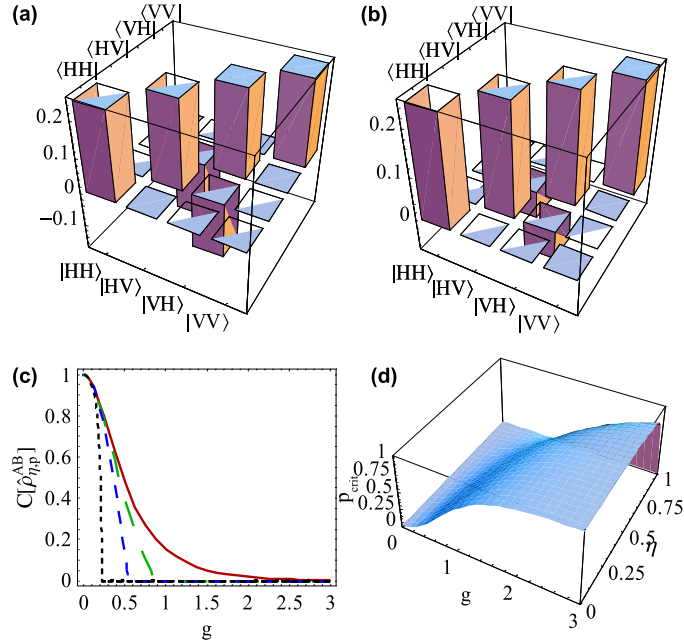 (a)
⟨VV|
⟨VH|
⟨HV|
⟨HH|
0.2
0.1
0
−0.1
|HH⟩
|HV⟩
|VH⟩
|VV⟩
(b)
⟨VV|
⟨VH|
⟨HV|
⟨HH|
0.2
0.1
0
|HH⟩
|HV⟩
|VH⟩
|VV⟩
(c)
C[ρ̂^AB_η,p]
1
0.8
0.6
0.4
0.2
0
0 0.5 1 1.5 2 2.5 3
g
(d)
p_crit
1
0.75
0.5
0.25
0
0
1
2
3
g
0
0.25
0.5
0.75
1
η